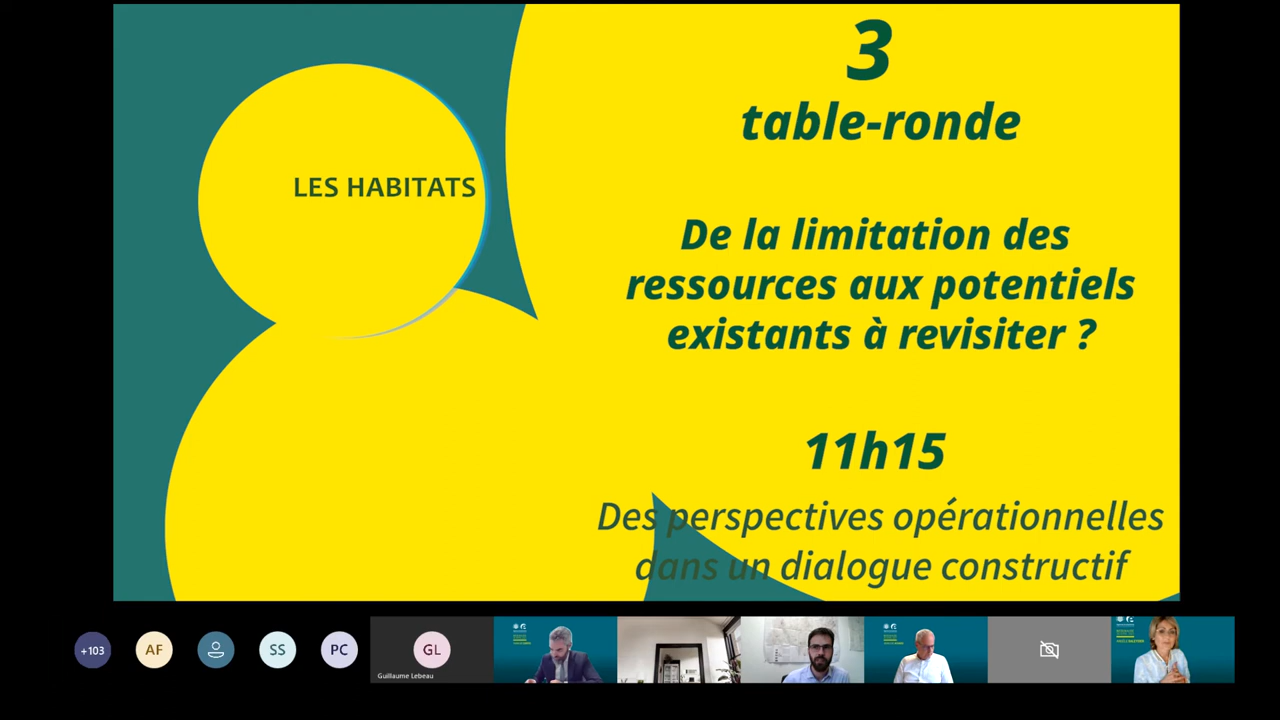 3
table-ronde
LES HABITATS
De la limitation des
ressources aux potentiels
existants à revisiter ?
11h15
Des perspectives opérationnelles
dans un dialogue constructif
+103
AF
SS
PC
GL
Guillaume Lebeau